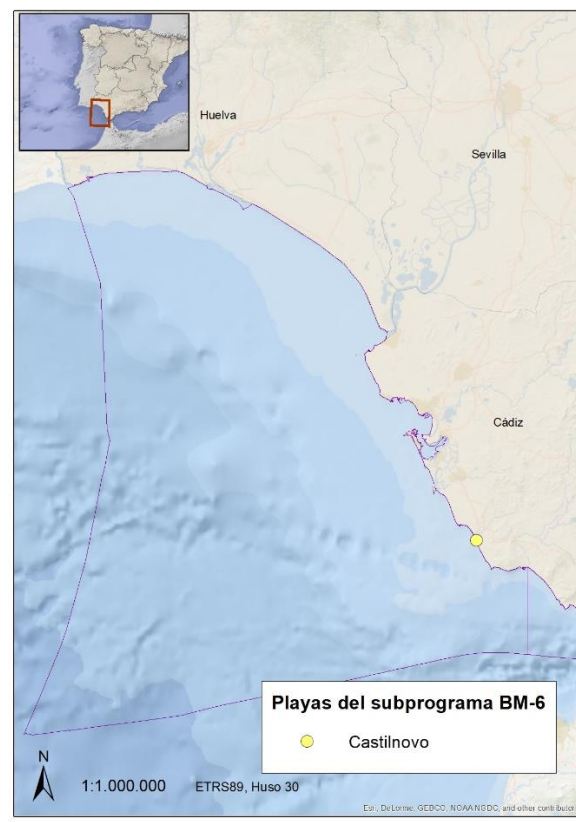 Huelva
Sevilla
Cádiz
Playas del subprograma BM-6
Castilnovo
N
1:1.000.000 ETRS89, Huso 30
Esri, DeLorme, GEBCO, NOAA NGDC, and other contributor